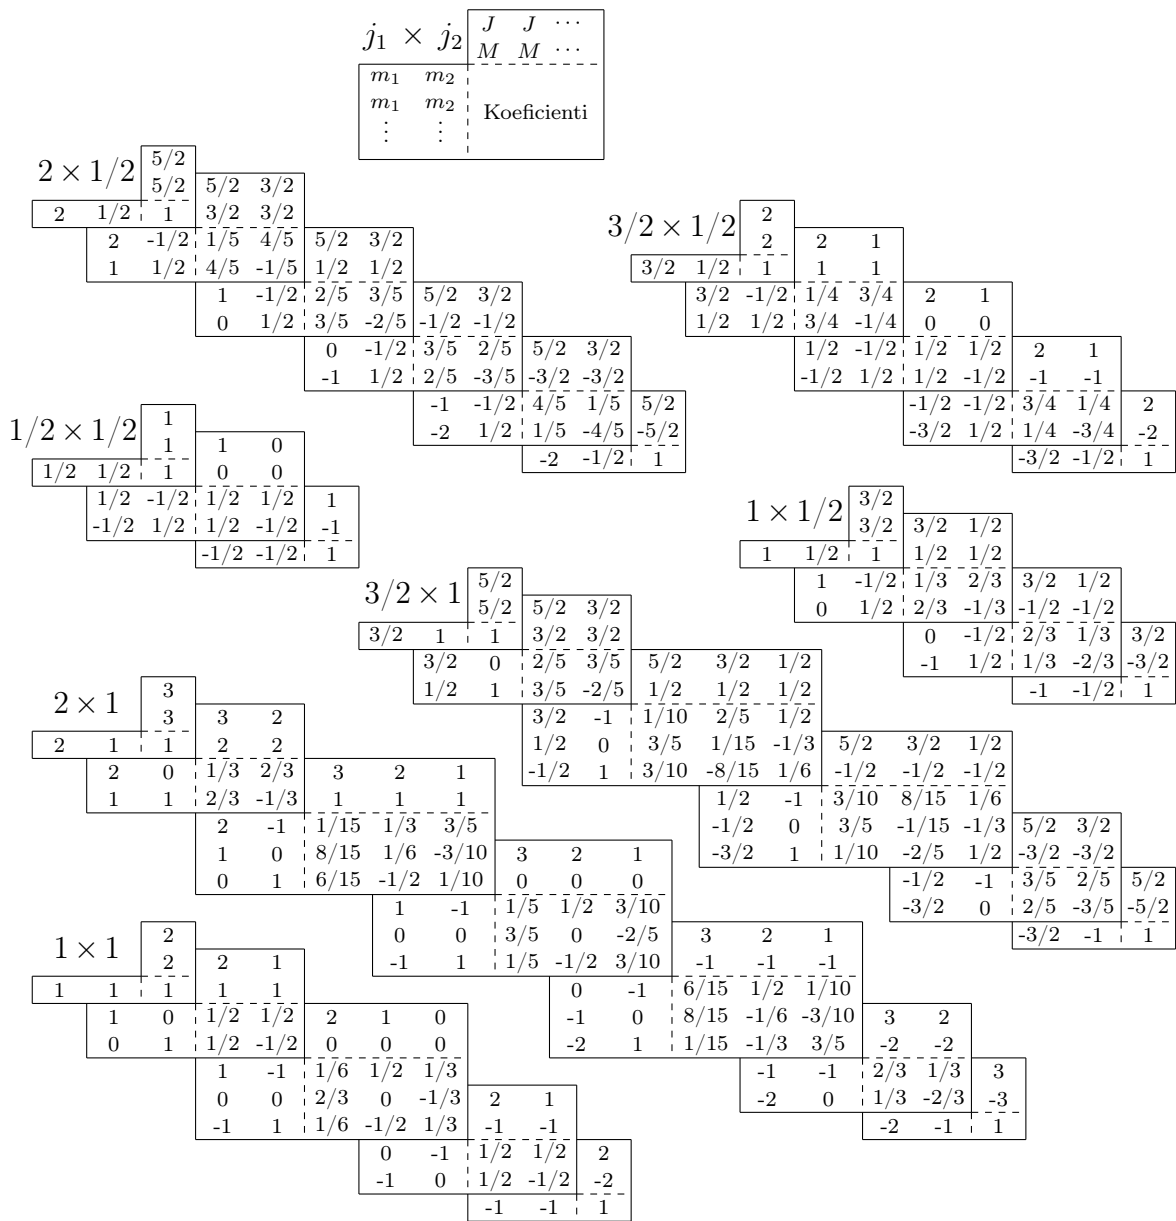 j₁ × j₂
J J ⋯
M M ⋯
m₁ m₂
m₁ m₂
⋮ ⋮
Koeficienti
2 × 1/2
5/2
5/2 5/2 3/2
2 1/2 1 3/2 3/2
2 -1/2 1/5 4/5 5/2 3/2
1 1/2 4/5 -1/5 1/2 1/2
1 -1/2 2/5 3/5 5/2 3/2
0 1/2 3/5 -2/5 -1/2 -1/2
0 -1/2 3/5 2/5 5/2 3/2
-1 1/2 2/5 -3/5 -3/2 -3/2
-1 -1/2 4/5 1/5 5/2
-2 1/2 1/5 -4/5 -5/2
-2 -1/2 1
3/2 × 1/2
2
2 2 1
3/2 1/2 1 1 1
3/2 -1/2 1/4 3/4 2 1
1/2 1/2 3/4 -1/4 0 0
1/2 -1/2 1/2 1/2 2 1
-1/2 1/2 1/2 -1/2 -1 -1
-1/2 -1/2 3/4 1/4 2
-3/2 1/2 1/4 -3/4 -2
-3/2 -1/2 1
1/2 × 1/2
1
1 1 0
1/2 1/2 1 0 0
1/2 -1/2 1/2 1/2 1
-1/2 1/2 1/2 -1/2 -1
-1/2 -1/2 1
1 × 1/2
3/2
3/2 3/2 1/2
1 1/2 1 1/2 1/2
1 -1/2 1/3 2/3 3/2 1/2
0 1/2 2/3 -1/3 -1/2 -1/2
0 -1/2 2/3 1/3 3/2
-1 1/2 1/3 -2/3 -3/2
-1 -1/2 1
3/2 × 1
5/2
5/2 5/2 3/2
3/2 1 1 3/2 3/2
3/2 0 2/5 3/5 5/2 3/2 1/2
1/2 1 3/5 -2/5 1/2 1/2 1/2
3/2 -1 1/10 2/5 1/2
1/2 0 3/5 1/15 -1/3 5/2 3/2 1/2
-1/2 1 3/10 -8/15 1/6 -1/2 -1/2 -1/2
1/2 -1 3/10 8/15 1/6
-1/2 0 3/5 -1/15 -1/3 5/2 3/2
-3/2 1 1/10 -2/5 1/2 -3/2 -3/2
-1/2 -1 3/5 2/5 5/2
-3/2 0 2/5 -3/5 -5/2
-3/2 -1 1
2 × 1
3
3 3 2
2 1 1 2 2
2 0 1/3 2/3 3 2 1
1 1 2/3 -1/3 1 1 1
2 -1 1/15 1/3 3/5
1 0 8/15 1/6 -3/10 3 2 1
0 1 6/15 -1/2 1/10 0 0 0
1 -1 1/5 1/2 3/10
0 0 3/5 0 -2/5 3 2 1
-1 1 1/5 -1/2 3/10 -1 -1 -1
0 -1 6/15 1/2 1/10
-1 0 8/15 -1/6 -3/10 3 2
-2 1 1/15 -1/3 3/5 -2 -2
-1 -1 2/3 1/3 3
-2 0 1/3 -2/3 -3
-2 -1 1
1 × 1
2
2 2 1
1 1 1 1 1
1 0 1/2 1/2 2 1 0
0 1 1/2 -1/2 0 0 0
1 -1 1/6 1/2 1/3
0 0 2/3 0 -1/3 2 1
-1 1 1/6 -1/2 1/3 -1 -1
0 -1 1/2 1/2 2
-1 0 1/2 -1/2 -2
-1 -1 1